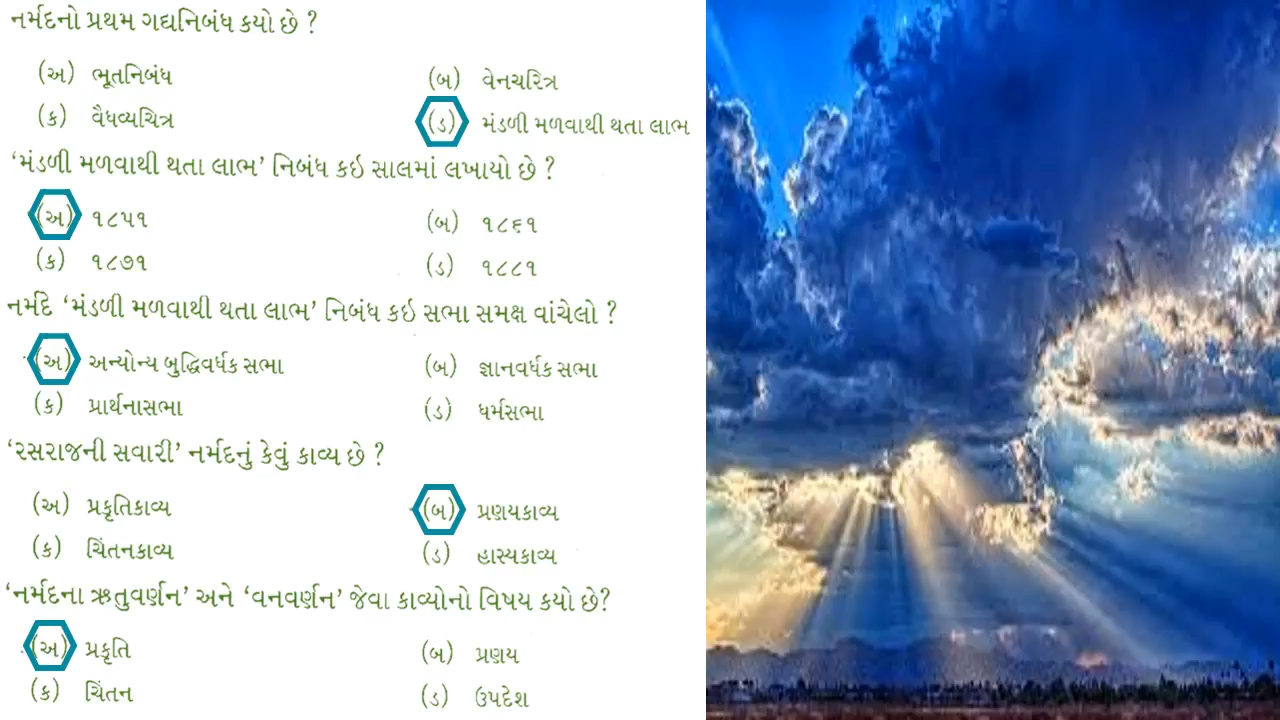 નર્મદનો પ્રથમ ગદ્યનિબંધ કયો છે ?
(અ) ભૂતનિબંધ (બ) વેનચરિત્ર
(ક) વૈધવ્યચિત્ર (ડ) મંડળી મળવાથી થતા લાભ
‘મંડળી મળવાથી થતા લાભ’ નિબંધ કઇ સાલમાં લખાયો છે ?
(અ) ૧૮૫૧ (બ) ૧૮૬૧
(ક) ૧૮૭૧ (ડ) ૧૮૮૧
નર્મદે ‘મંડળી મળવાથી થતા લાભ’ નિબંધ કઇ સભા સમક્ષ વાંચેલો ?
(અ) અન્યોન્ય બુદ્ધિવર્ધક સભા (બ) જ્ઞાનવર્ધક સભા
(ક) પ્રાર્થનાસભા (ડ) ધર્મસભા
‘રસરાજની સવારી’ નર્મદનું કેવું કાવ્ય છે ?
(અ) પ્રકૃતિકાવ્ય (બ) પ્રણયકાવ્ય
(ક) ચિંતનકાવ્ય (ડ) હાસ્યકાવ્ય
‘નર્મદના ઋતુવર્ણન’ અને ‘વનવર્ણન’ જેવા કાવ્યોનો વિષય કયો છે?
(અ) પ્રકૃતિ (બ) પ્રણય
(ક) ચિંતન (ડ) ઉપદેશ